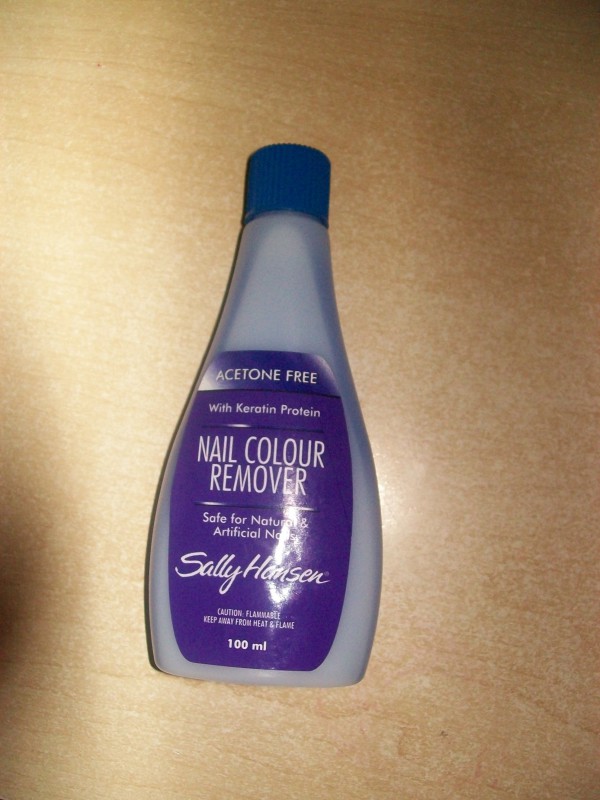 ACETONE FREE
With Keratin Protein
NAIL COLOUR
REMOVER
Safe for Natural &
Artificial Nails
Sally Hansen
CAUTION: FLAMMABLE
KEEP AWAY FROM HEAT & FLAME
100 ml